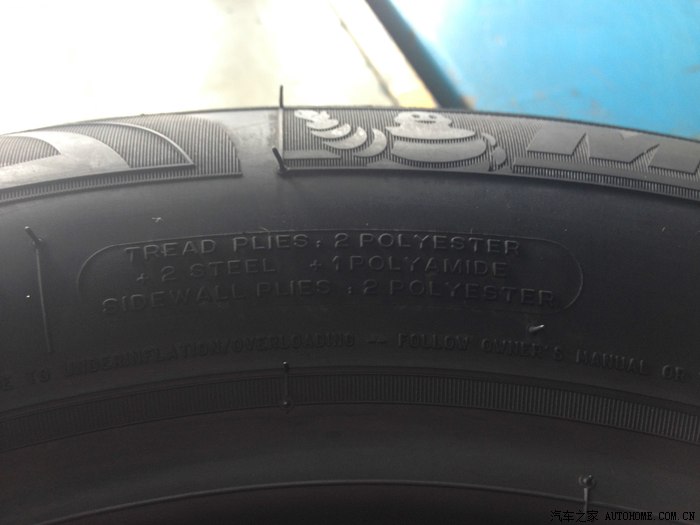 M
TREAD PLIES : 2 POLYESTER
+ 2 STEEL + 1 POLYAMIDE
SIDEWALL PLIES : 2 POLYESTER
TO UNDERINFLATION/OVERLOADING — FOLLOW OWNER'S MANUAL OR
汽车之家 AUTOHOME.COM.CN